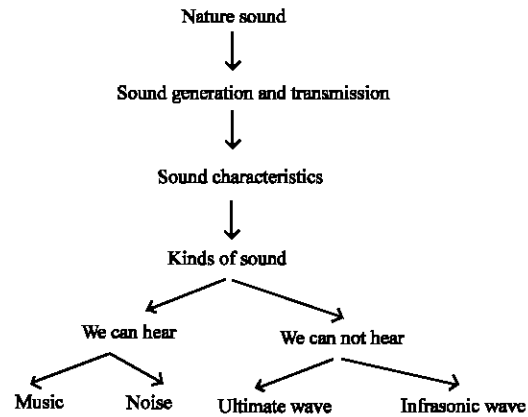 Nature sound
Sound generation and transmission
Sound characteristics
Kinds of sound
We can hear
We can not hear
Music
Noise
Ultimate wave
Infrasonic wave